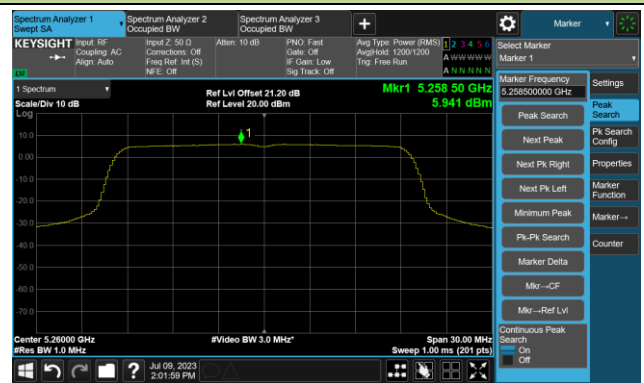 Spectrum Analyzer 1
Swept SA
Spectrum Analyzer 2
Occupied BW
Spectrum Analyzer 3
Occupied BW
Marker
KEYSIGHT
Input: RF
Coupling: AC
Align: Auto
Input Z: 50 Ω
Corrections: Off
Freq Ref: Int (S)
NFE: Off
Atten: 10 dB
PNO: Fast
Gate: Off
IF Gain: Low
Sig Track: Off
Avg Type: Power (RMS)
Avg|Hold: 1200/1200
Trig: Free Run
1 2 3 4 5 6
A W W W W W
A N N N N N
LXI
1 Spectrum
Scale/Div 10 dB
Log
Ref Lvl Offset 21.20 dB
Ref Level 20.00 dBm
Mkr1 5.258 50 GHz
5.941 dBm
1
10.0
0.00
-10.0
-20.0
-30.0
-40.0
-50.0
-60.0
-70.0
Center 5.26000 GHz
#Res BW 1.0 MHz
#Video BW 3.0 MHz*
Span 30.00 MHz
Sweep 1.00 ms (201 pts)
Select Marker
Marker 1
Marker Frequency
5.258500000 GHz
Peak Search
Next Peak
Next Pk Right
Next Pk Left
Minimum Peak
Pk-Pk Search
Marker Delta
Mkr→CF
Mkr→Ref Lvl
Continuous Peak
Search
On
Off
Settings
Peak
Search
Pk Search
Config
Properties
Marker
Function
Marker→
Counter
?
Jul 09, 2023
2:01:59 PM